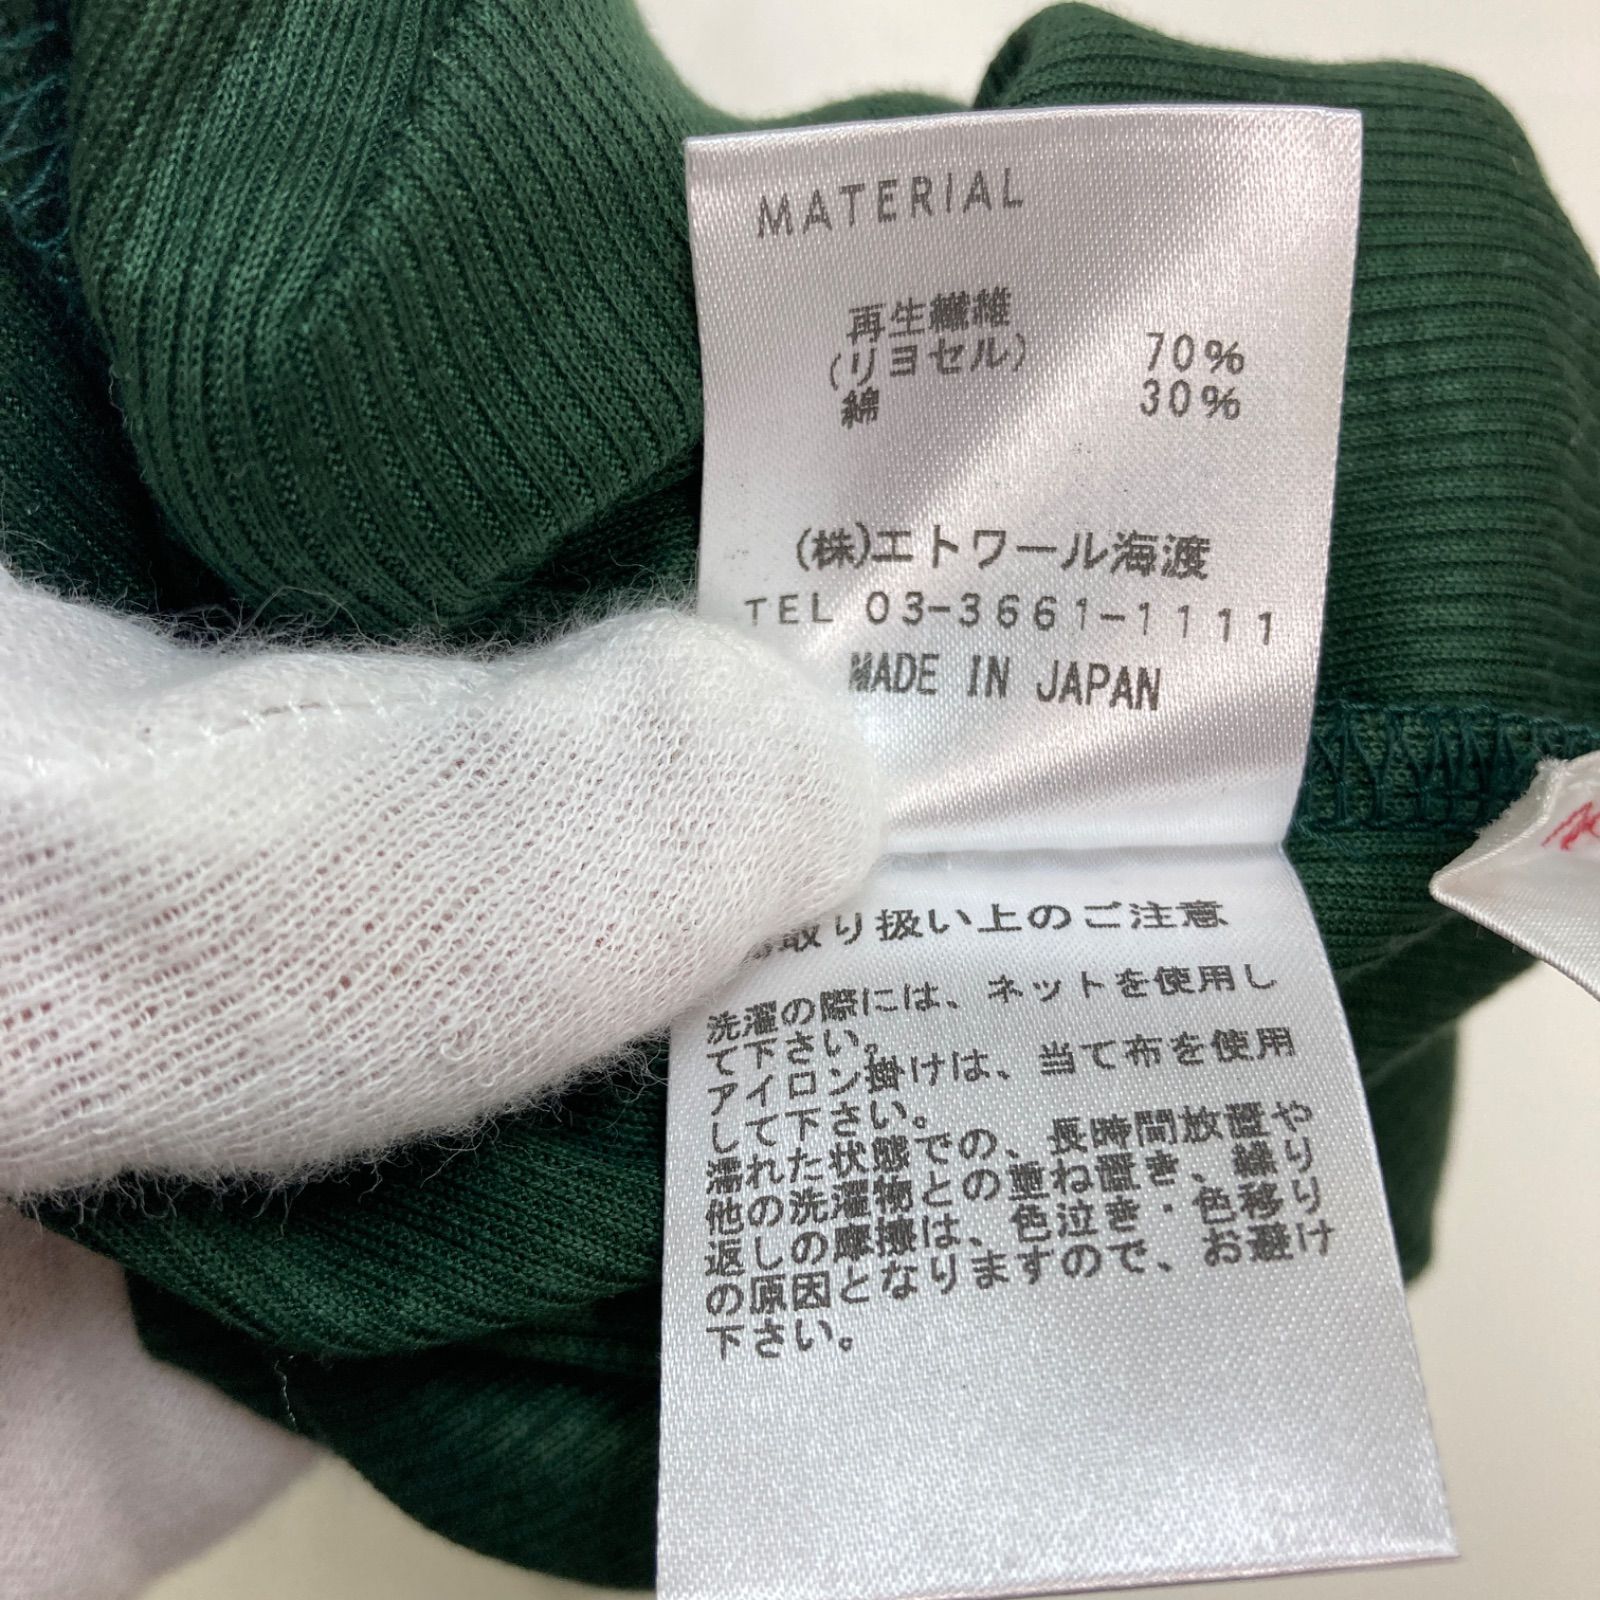 MATERIAL
再生繊維
(リヨセル) 70%
綿 30%
(株)エトワール海渡
TEL 03-3661-1111
MADE IN JAPAN
取り扱い上のご注意
洗濯の際には、ネットを使用し
て下さい。
アイロン掛けは、当て布を使用
して下さい。
濡れた状態での、長時間放置や
他の洗濯物との重ね置き、繰り
返しの摩擦は、色泣き・色移り
の原因となりますので、お避け
下さい。